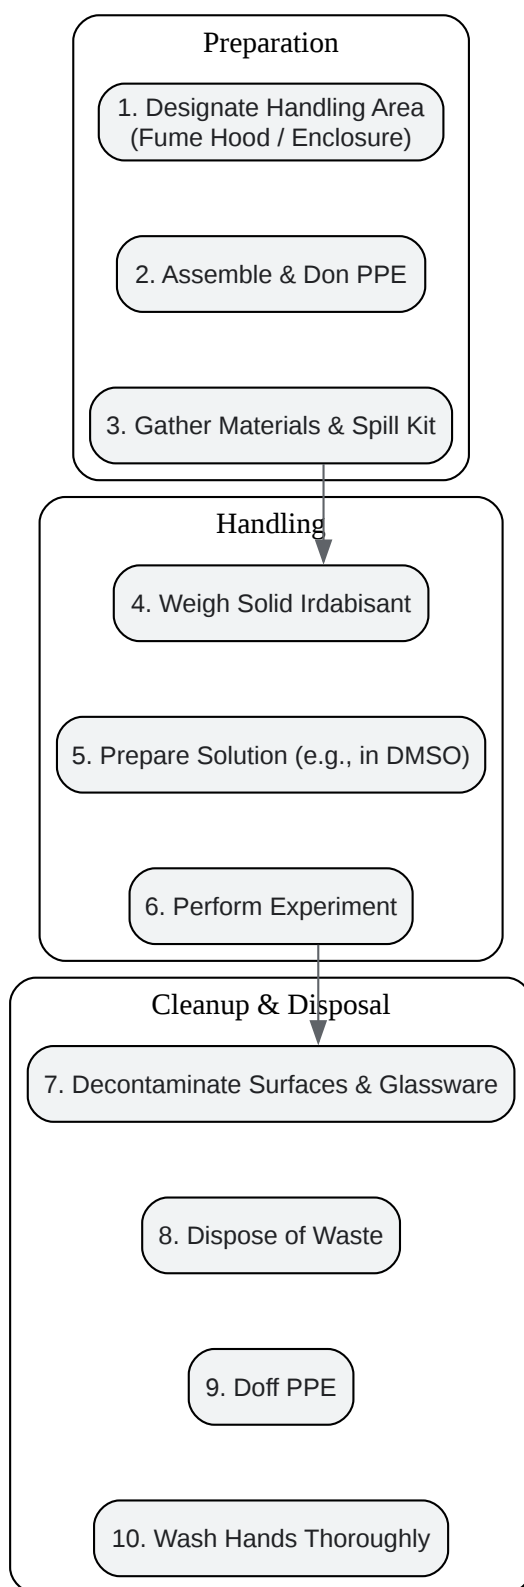 Preparation
1. Designate Handling Area
(Fume Hood / Enclosure)
2. Assemble & Don PPE
3. Gather Materials & Spill Kit
Handling
4. Weigh Solid Irdabisant
5. Prepare Solution (e.g., in DMSO)
6. Perform Experiment
Cleanup & Disposal
7. Decontaminate Surfaces & Glassware
8. Dispose of Waste
9. Doff PPE
10. Wash Hands Thoroughly